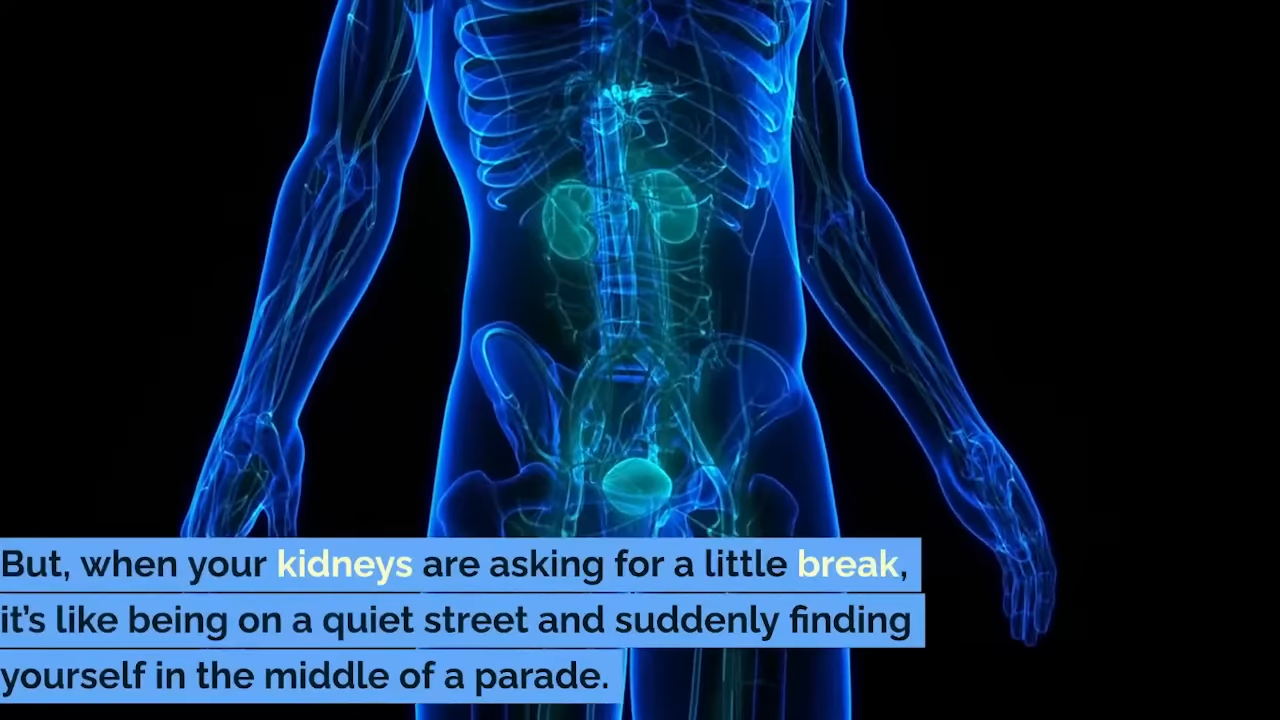 But, when your kidneys are asking for a little break,
it’s like being on a quiet street and suddenly finding
yourself in the middle of a parade.